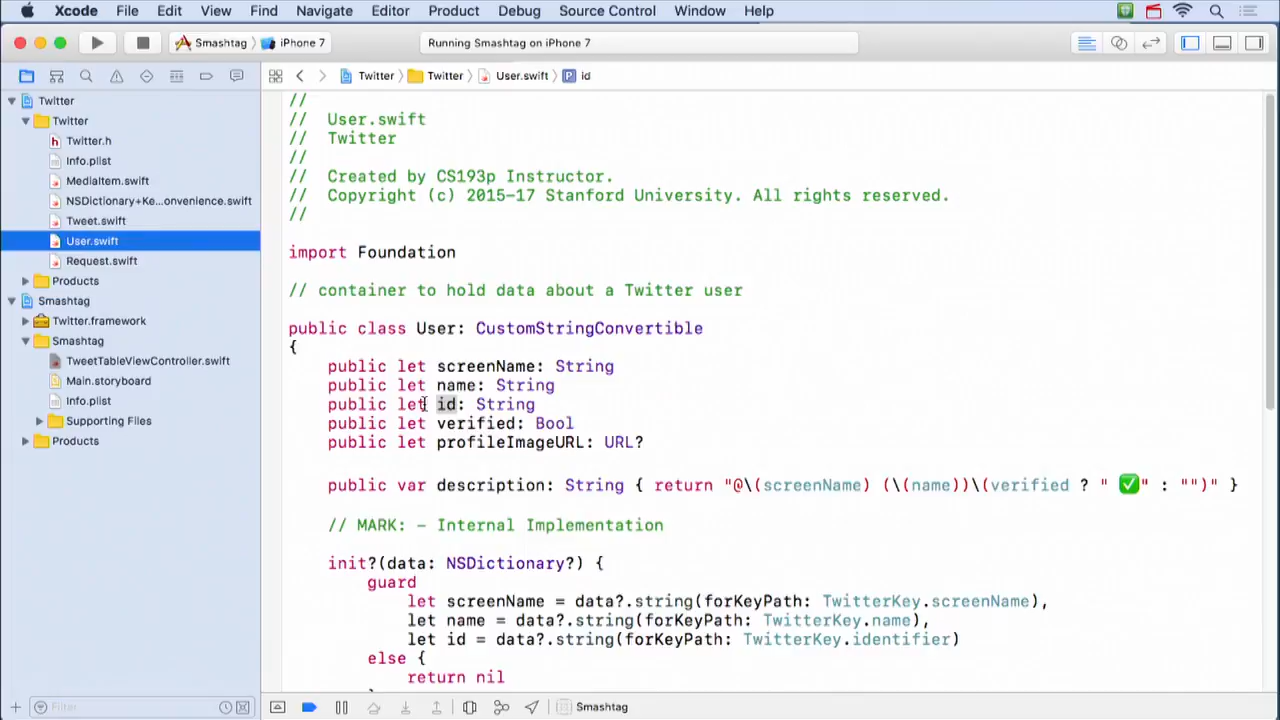 Xcode File Edit View Find Navigate Editor Product Debug Source Control Window Help
Smashtag iPhone 7 Running Smashtag on iPhone 7
Twitter Twitter User.swift P id
Twitter
Twitter
h Twitter.h
Info.plist
MediaItem.swift
NSDictionary+Ke...onvenience.swift
Tweet.swift
User.swift
Request.swift
Products
Smashtag
Twitter.framework
Smashtag
TweetTableViewController.swift
Main.storyboard
Info.plist
Supporting Files
Products
//
// User.swift
// Twitter
//
// Created by CS193p Instructor.
// Copyright (c) 2015-17 Stanford University. All rights reserved.
//
import Foundation
// container to hold data about a Twitter user
public class User: CustomStringConvertible
{
public let screenName: String
public let name: String
public let id: String
public let verified: Bool
public let profileImageURL: URL?
public var description: String { return "@\(screenName) (\(name))\(verified ? " ✅" : "")" }
// MARK: - Internal Implementation
init?(data: NSDictionary?) {
guard
let screenName = data?.string(forKeyPath: TwitterKey.screenName),
let name = data?.string(forKeyPath: TwitterKey.name),
let id = data?.string(forKeyPath: TwitterKey.identifier)
else {
return nil
}
Filter
Smashtag